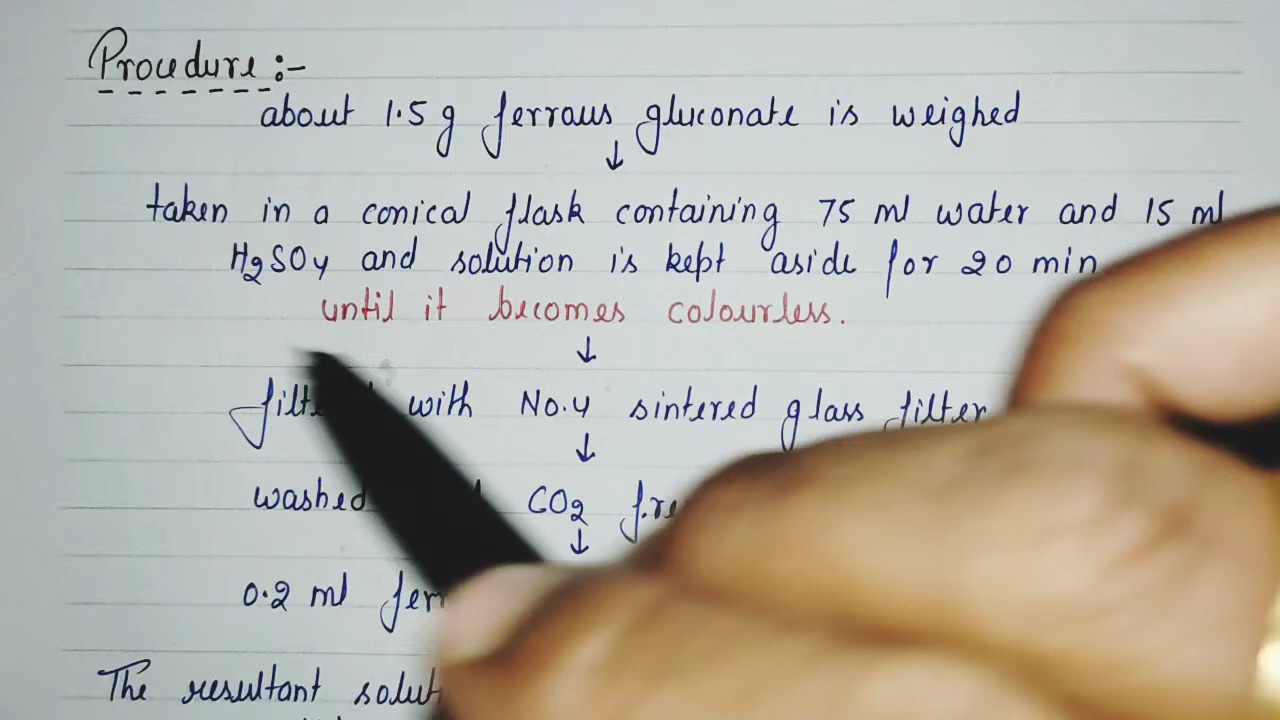 Procedure :-
about 1.5 g ferrous gluconate is weighed
↓
taken in a conical flask containing 75 ml water and 15 ml
H2SO4 and solution is kept aside for 20 min
until it becomes colourless.
↓
with No.4 sintered glass filter
↓
washed CO2
↓
0.2 ml
The resultant